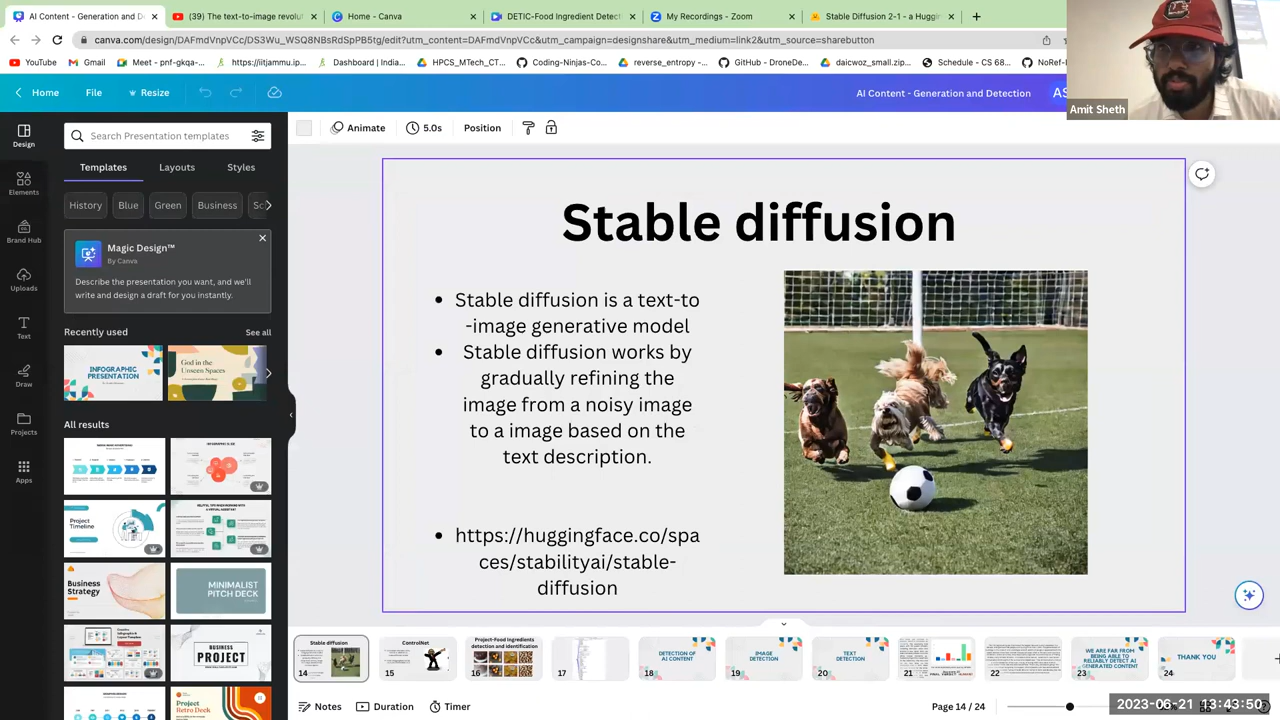 AI Content - Generation and D
(39) The text-to-image revolut
Home - Canva
DETIC-Food Ingredient Detect
My Recordings - Zoom
Stable Diffusion 2-1 - a Huggin
canva.com/design/DAFmdVnpVCc/DS3Wu_WSQ8NBsRdSpPB5tg/edit?utm_content=DAFmdVnpVCc&utm_campaign=designshare&utm_medium=link2&utm_source=sharebutton
YouTube
Gmail
Meet - pnf-gkqa-...
https://iitjammu.ip...
Dashboard | India...
HPCS_MTech_CT...
Coding-Ninjas-Co...
reverse_entropy -...
GitHub - DroneDe...
daicwoz_small.zip...
Schedule - CS 68...
NoRef-I
Amit Sheth
Home
File
Resize
AI Content - Generation and Detection
AS
Design
Elements
Brand Hub
Uploads
Text
Draw
Projects
Apps
Search Presentation templates
Templates
Layouts
Styles
History
Blue
Green
Business
Sc
Magic Design™
By Canva
Describe the presentation you want, and we'll
write and design a draft for you instantly.
Recently used
See all
INFOGRAPHIC
PRESENTATION
God in the
Unseen Spaces
All results
Project
Timeline
Business
Strategy
MINIMALIST
PITCH DECK
BUSINESS
PROJECT
Project
Retro Deck
Animate
5.0s
Position
Stable diffusion
• Stable diffusion is a text-to
-image generative model
• Stable diffusion works by
gradually refining the
image from a noisy image
to a image based on the
text description.
• https://huggingface.co/spa
ces/stabilityai/stable-
diffusion
Stable diffusion
14
ControlNet
15
Project-Food ingredients
detection and identification
16
17
DETECTION OF
AI CONTENT
18
IMAGE
DETECTION
19
TEXT
DETECTION
20
21
22
WE ARE FAR FROM
BEING ABLE TO
RELIABLY DETECT AI
GENERATED CONTENT
23
THANK YOU
24
Notes
Duration
Timer
Page 14 / 24
2023-06-21 13:43:50